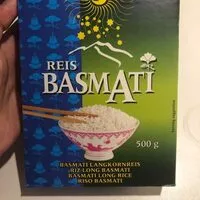 REIS
BASMATI
500 g
BASMATI LANGKORNREIS
RIZ LONG BASMATI
BASMATI LONG RICE
RISO BASMATI